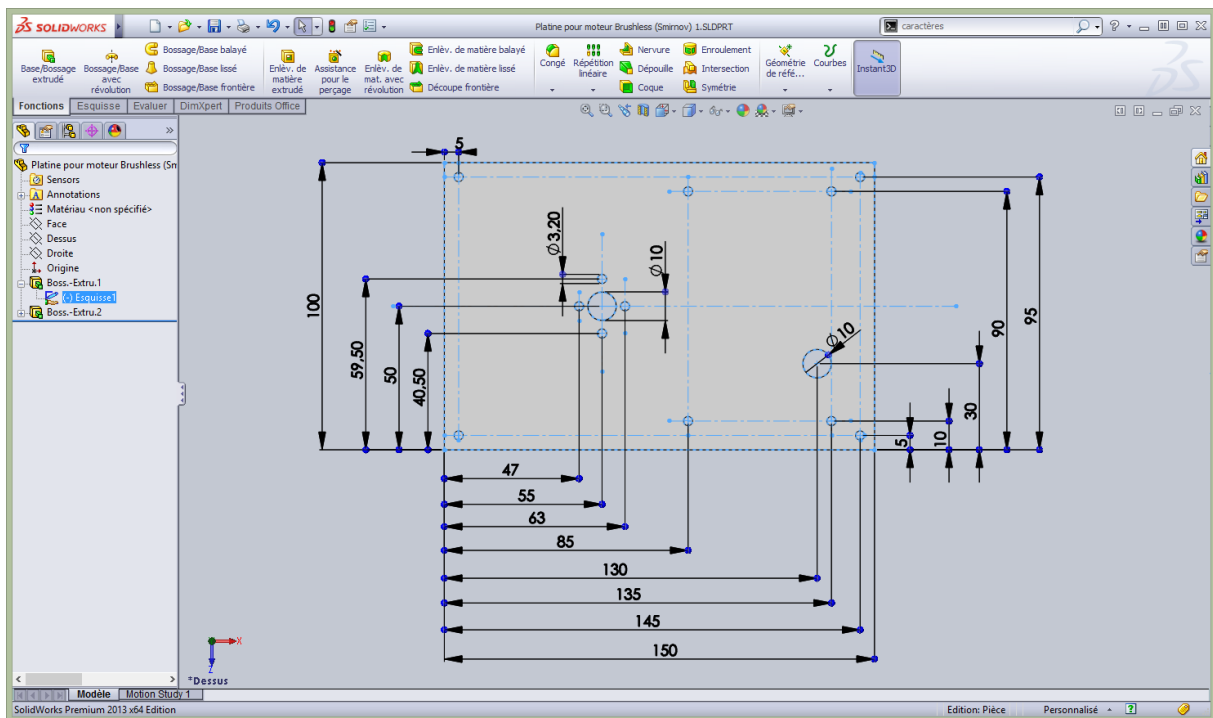 SOLIDWORKS
Platine pour moteur Brushless (Smirnov) 1.SLDPRT
caractères
Base/Bossage extrudé
Bossage/Base avec révolution
Bossage/Base balayé
Bossage/Base lissé
Bossage/Base frontière
Enlèv. de matière extrudé
Assistance pour le perçage
Enlèv. de mat. avec révolution
Enlèv. de matière balayé
Enlèv. de matière lissé
Découpe frontière
Congé
Répétition linéaire
Nervure
Dépouille
Coque
Enroulement
Intersection
Symétrie
Géométrie de réfé...
Courbes
Instant3D
Fonctions Esquisse Evaluer DimXpert Produits Office
Platine pour moteur Brushless (Sm
Sensors
Annotations
Matériau <non spécifié>
Face
Dessus
Droite
Origine
Boss.-Extru.1
(-) Esquisse1
Boss.-Extru.2
5
Ø3,20
Ø10
100
59,50
50
40,50
Ø10
90
95
30
10
5
47
55
63
85
130
135
145
150
X
Z
*Dessus
Modèle Motion Study 1
SolidWorks Premium 2013 x64 Edition
Edition: Pièce
Personnalisé